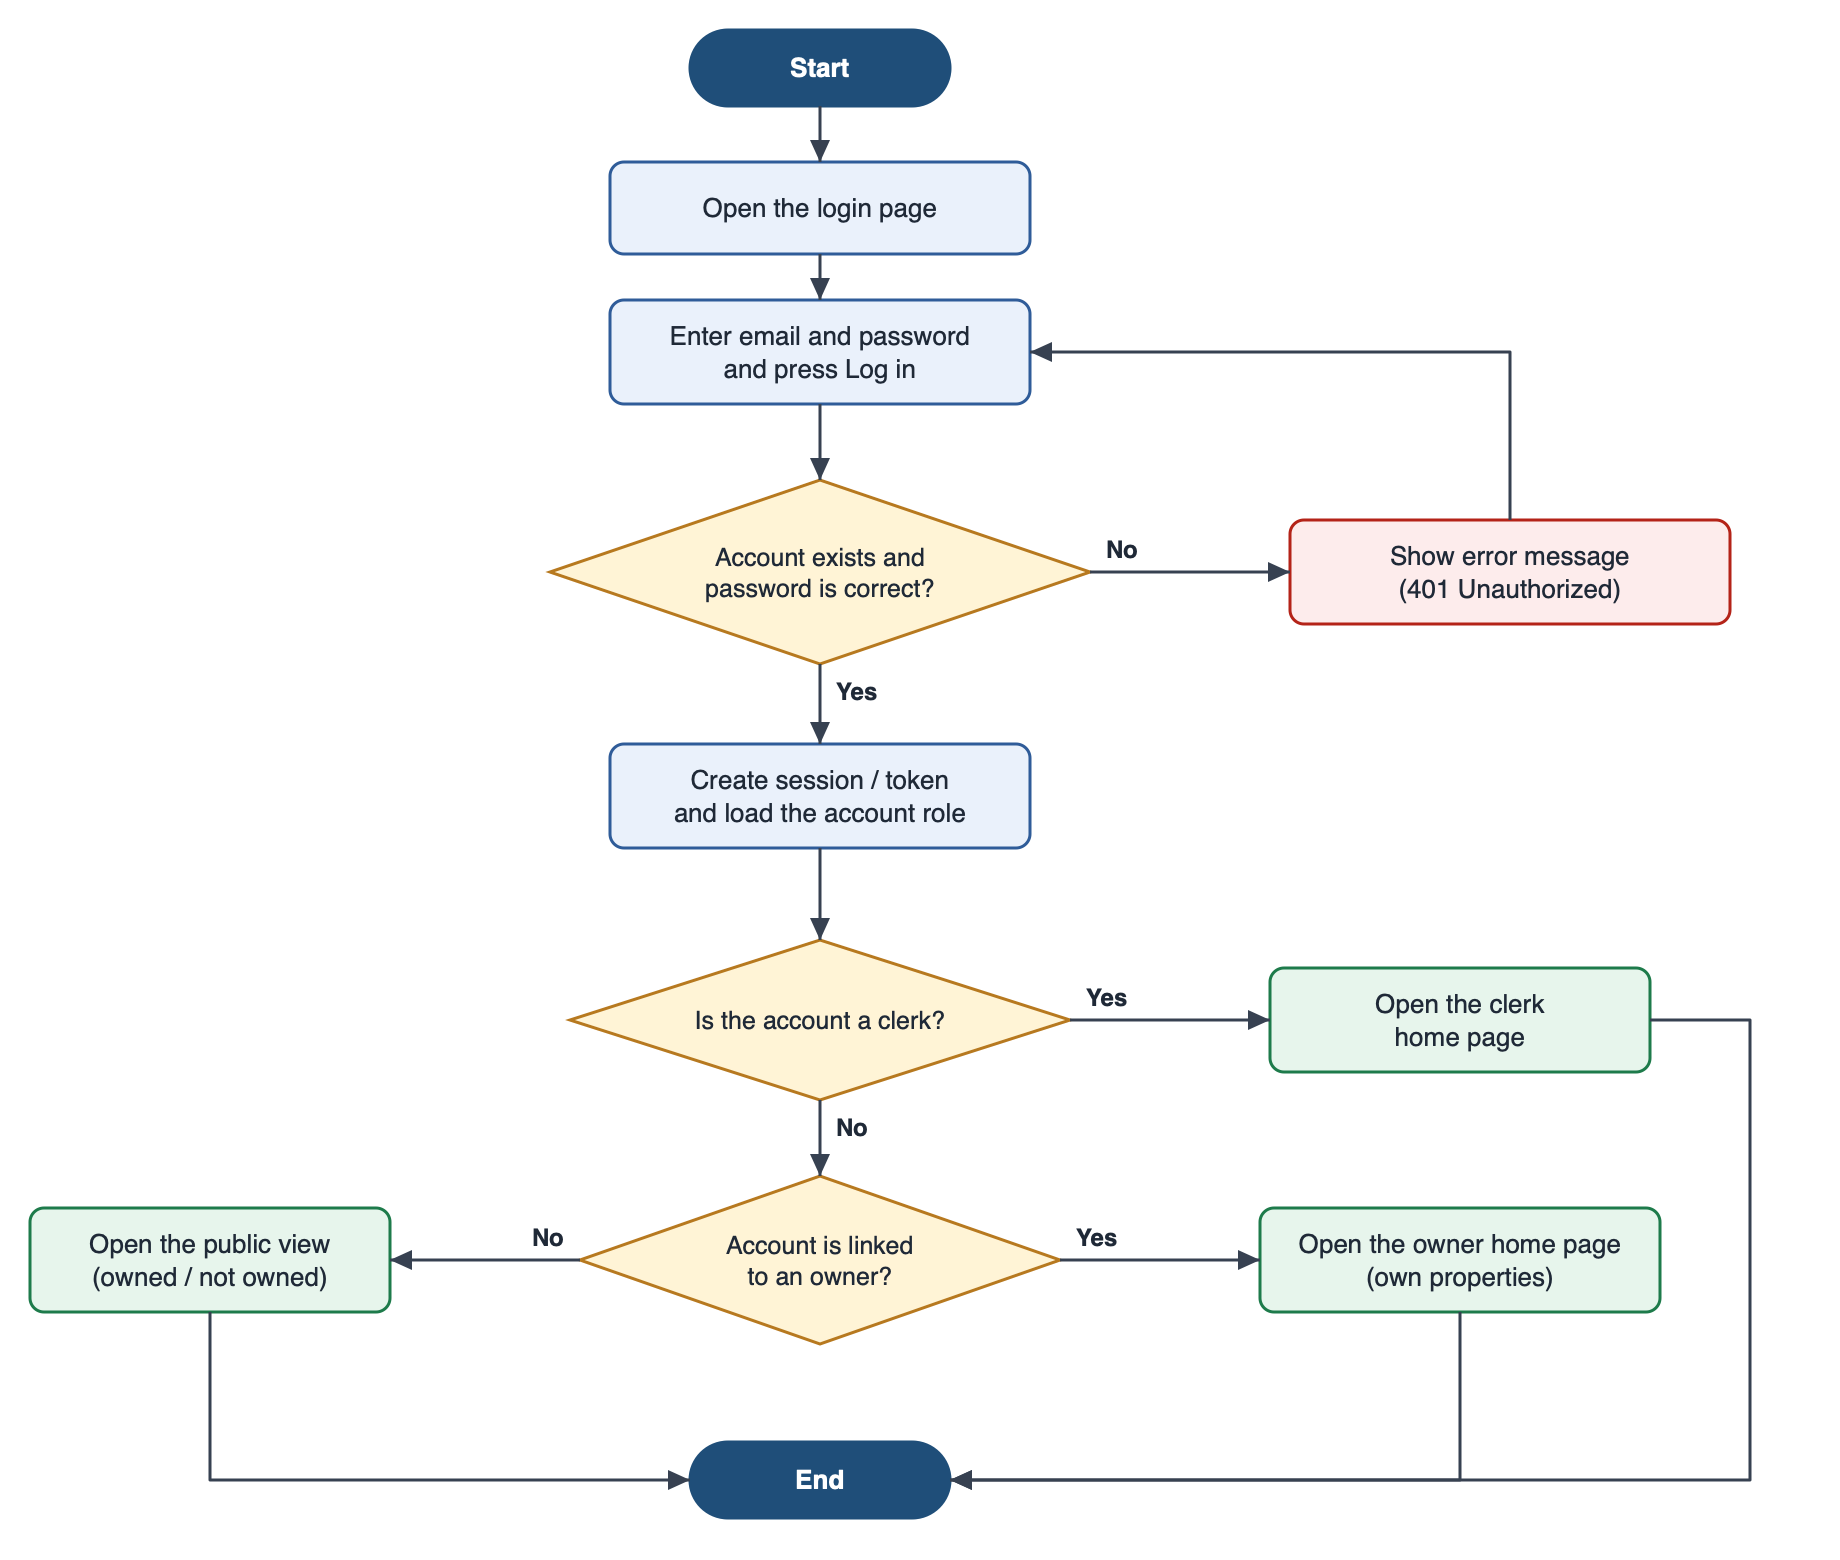 Start
Open the login page
Enter email and password
and press Log in
Account exists and
password is correct?
No
Show error message
(401 Unauthorized)
Yes
Create session / token
and load the account role
Is the account a clerk?
Yes
Open the clerk
home page
No
Open the public view
(owned / not owned)
No
Account is linked
to an owner?
Yes
Open the owner home page
(own properties)
End